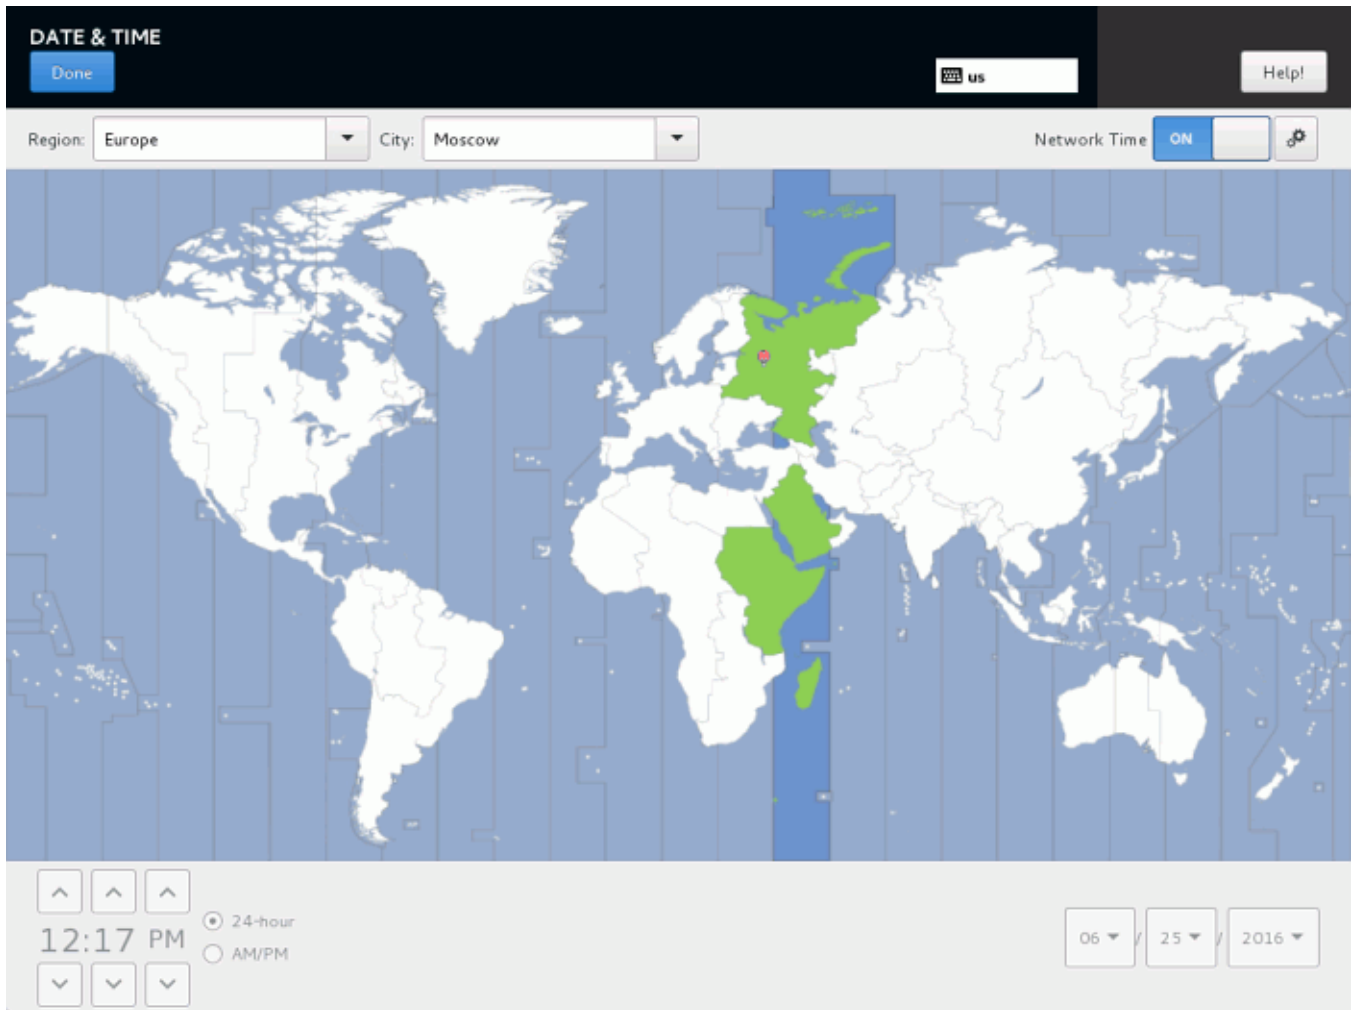 DATE & TIME
Done
us
Help!
Region: Europe City: Moscow Network Time ON
12:17 PM
24-hour
AM/PM
06 / 25 / 2016